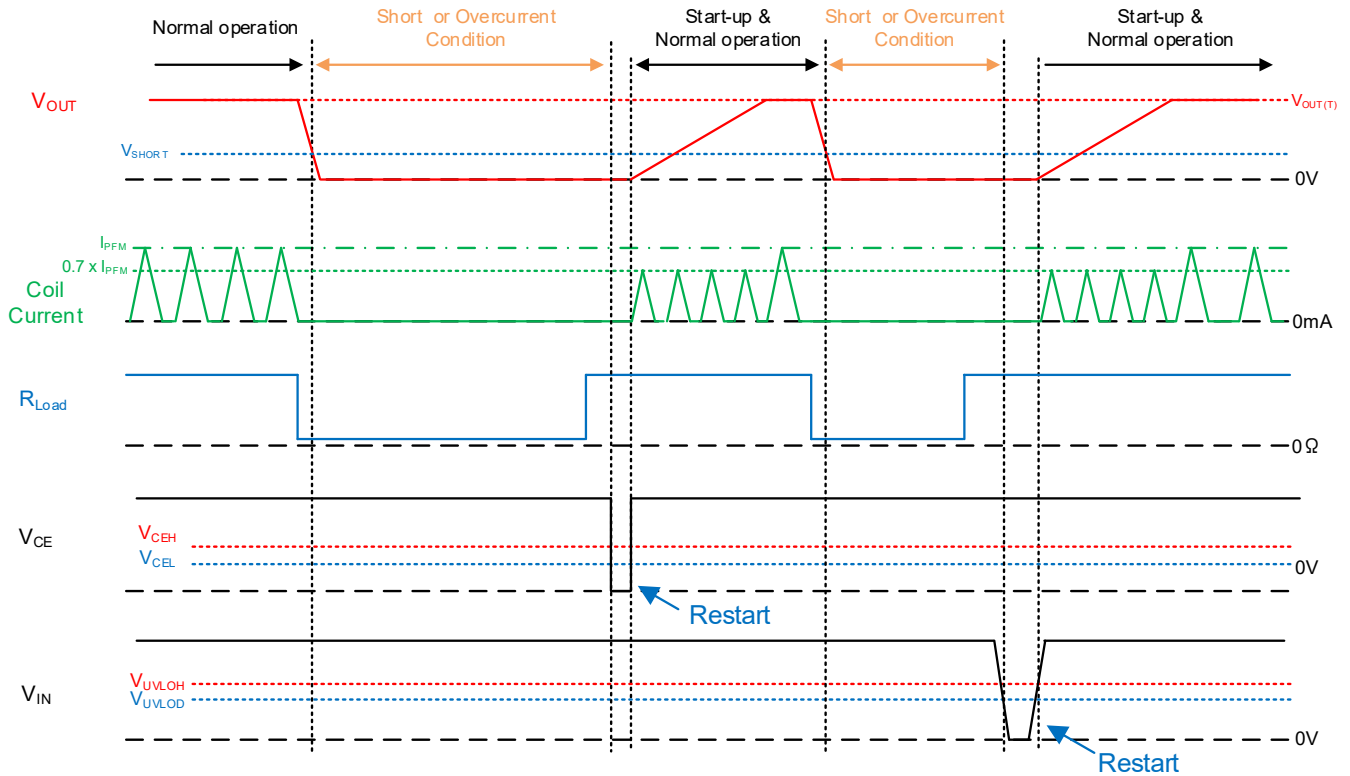 Normal operation
Short or Overcurrent
Condition
Start-up &
Normal operation
Short or Overcurrent
Condition
Start-up &
Normal operation
VOUT
VOUT(T)
VSHORT
0V
IPFM
0.7 x IPFM
Coil
Current
0mA
RLoad
0Ω
VCE
VCEH
VCEL
0V
Restart
VIN
VUVLOH
VUVLOD
0V
Restart